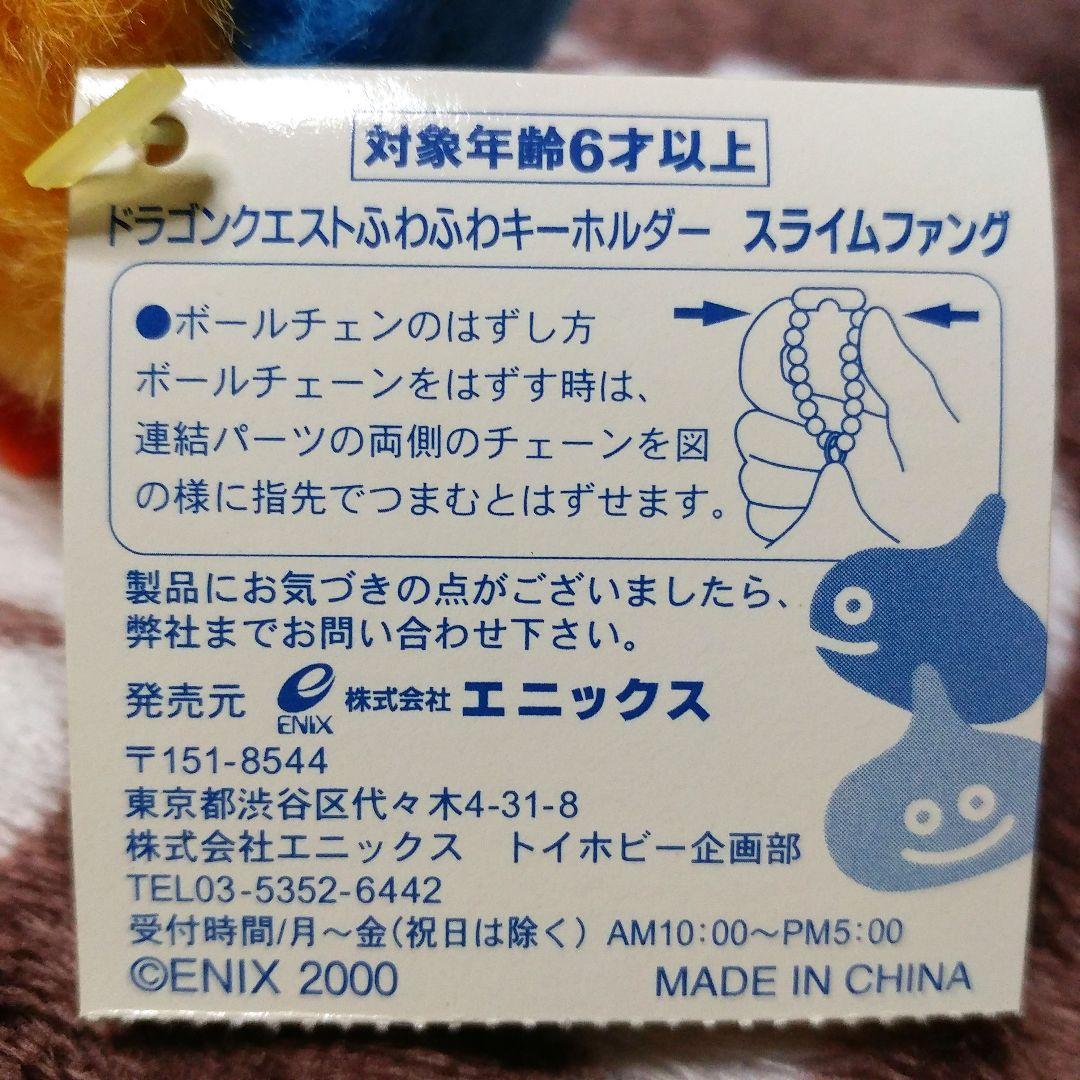 対象年齢6才以上
ドラゴンクエストふわふわキーホルダー　スライムファング
●ボールチェンのはずし方
ボールチェーンをはずす時は、
連結パーツの両側のチェーンを図
の様に指先でつまむとはずせます。
製品にお気づきの点がございましたら、
弊社までお問い合わせ下さい。
発売元 e ENIX 株式会社 エニックス
〒151-8544
東京都渋谷区代々木4-31-8
株式会社エニックス　トイホビー企画部
TEL03-5352-6442
受付時間/月～金(祝日は除く) AM10:00～PM5:00
©ENIX 2000 MADE IN CHINA